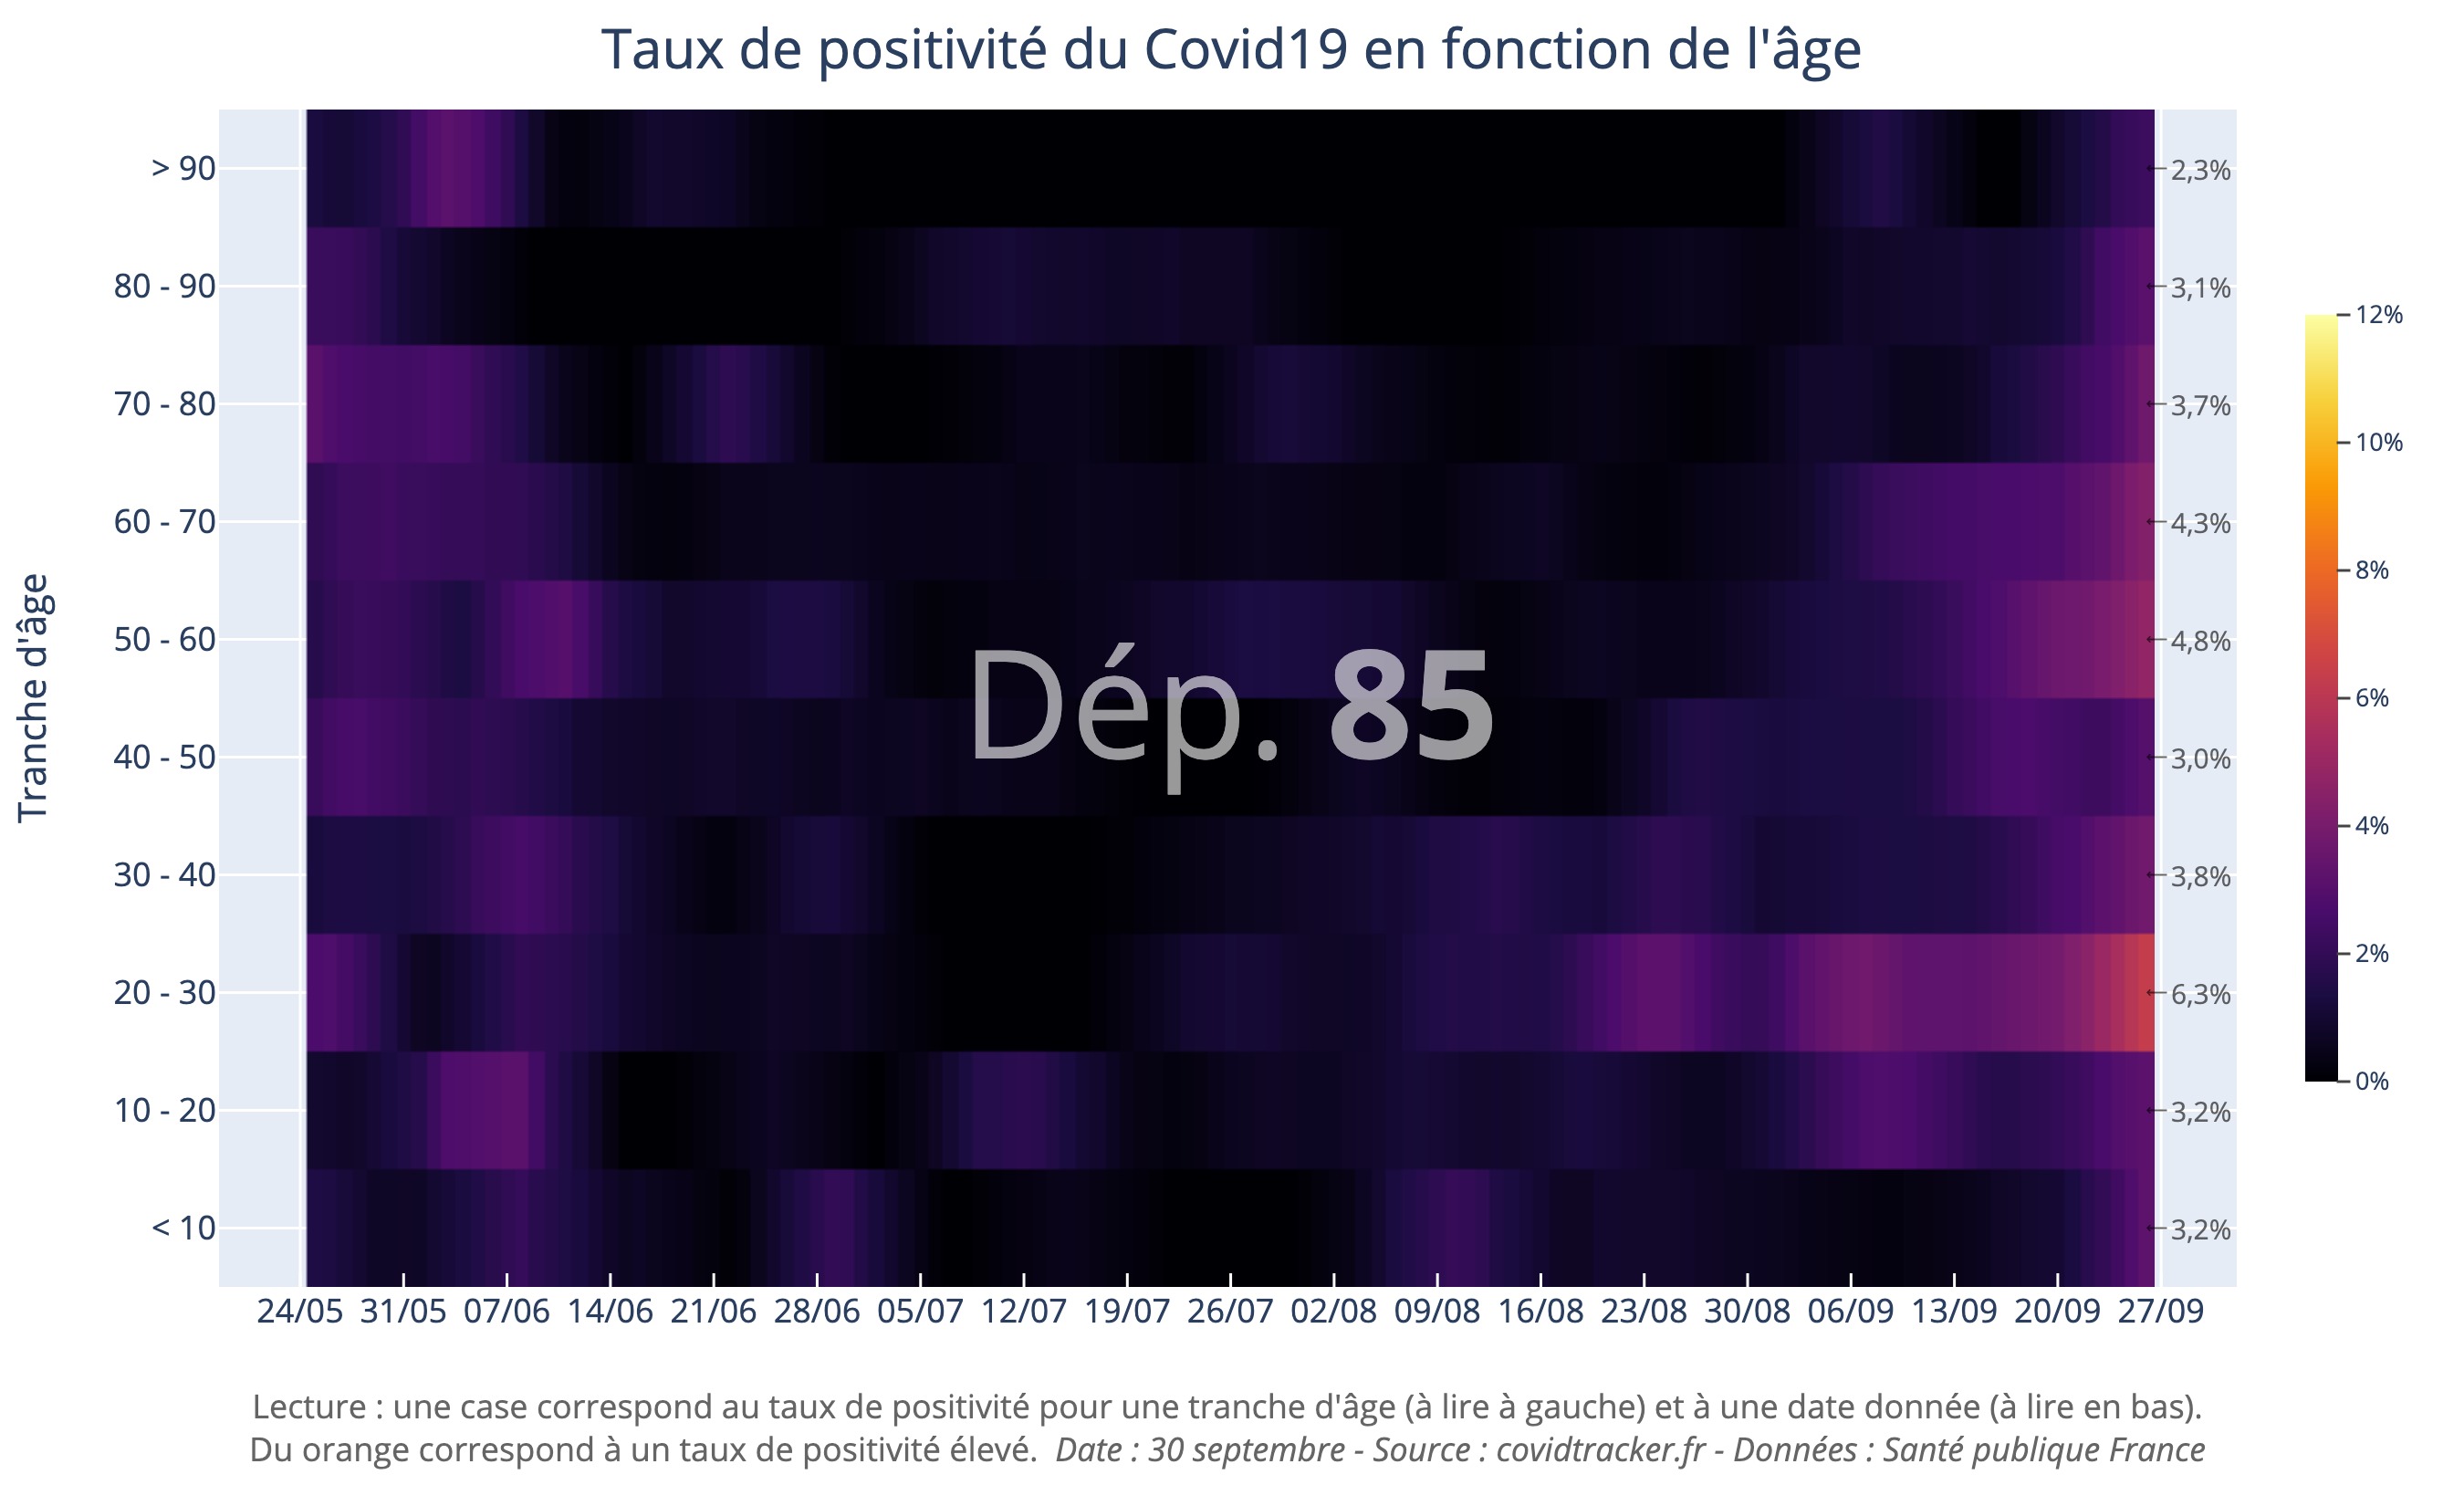 Taux de positivité du Covid19 en fonction de l'âge
Tranche d'âge
> 90
80 - 90
70 - 80
60 - 70
50 - 60
40 - 50
30 - 40
20 - 30
10 - 20
< 10
Dép. 85
2,3%
3,1%
3,7%
4,3%
4,8%
3,0%
3,8%
6,3%
3,2%
3,2%
12%
10%
8%
6%
4%
2%
0%
24/05 31/05 07/06 14/06 21/06 28/06 05/07 12/07 19/07 26/07 02/08 09/08 16/08 23/08 30/08 06/09 13/09 20/09 27/09
Lecture : une case correspond au taux de positivité pour une tranche d'âge (à lire à gauche) et à une date donnée (à lire en bas).
Du orange correspond à un taux de positivité élevé. Date : 30 septembre - Source : covidtracker.fr - Données : Santé publique France